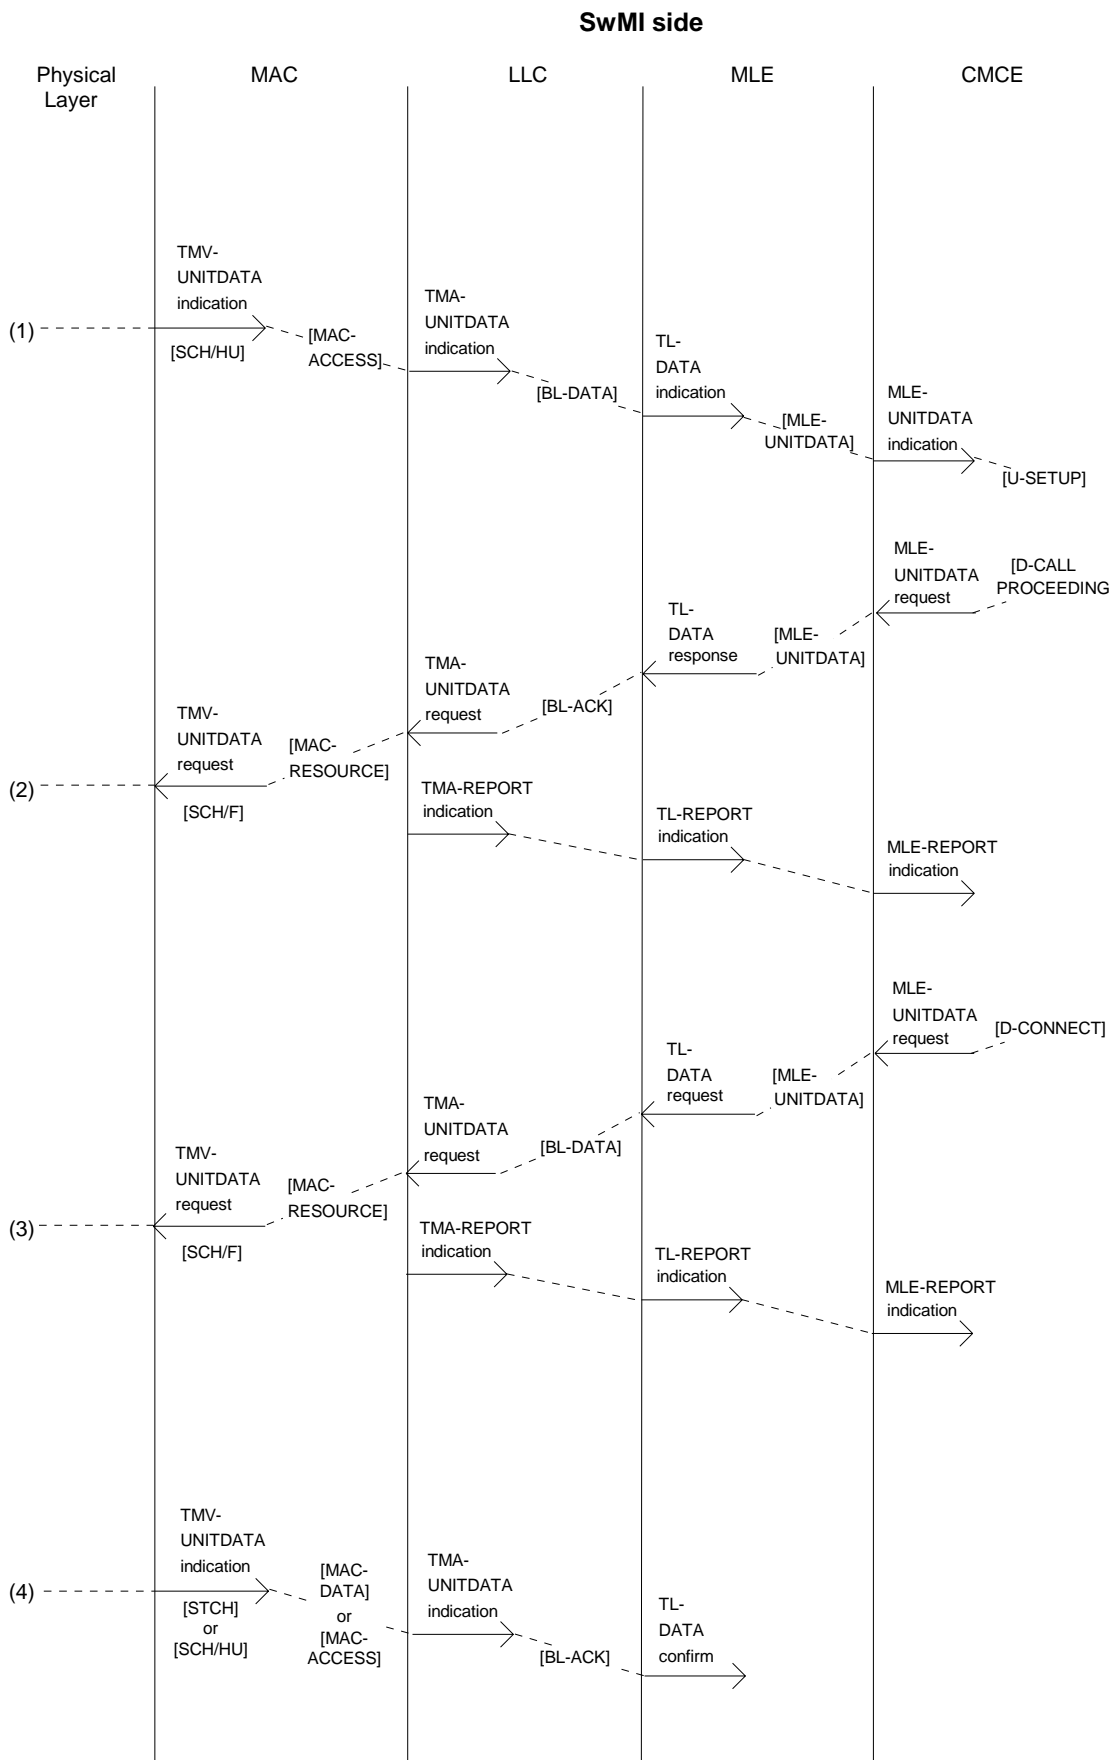 SwMI side
Physical
Layer
MAC
LLC
MLE
CMCE
TMV-
UNITDATA
indication
(1)
[SCH/HU]
[MAC-
ACCESS]
TMA-
UNITDATA
indication
[BL-DATA]
TL-
DATA
indication
[MLE-
UNITDATA]
MLE-
UNITDATA
indication
[U-SETUP]
MLE-
UNITDATA
request
[D-CALL
PROCEEDING
TL-
DATA
response
[MLE-
UNITDATA]
TMA-
UNITDATA
request
[BL-ACK]
TMV-
UNITDATA
request
[MAC-
RESOURCE]
(2)
[SCH/F]
TMA-REPORT
indication
TL-REPORT
indication
MLE-REPORT
indication
MLE-
UNITDATA
request
[D-CONNECT]
TL-
DATA
request
[MLE-
UNITDATA]
TMA-
UNITDATA
request
[BL-DATA]
TMV-
UNITDATA
request
[MAC-
RESOURCE]
(3)
[SCH/F]
TMA-REPORT
indication
TL-REPORT
indication
MLE-REPORT
indication
TMV-
UNITDATA
indication
(4)
[STCH]
or
[SCH/HU]
[MAC-
DATA]
or
[MAC-
ACCESS]
TMA-
UNITDATA
indication
[BL-ACK]
TL-
DATA
confirm